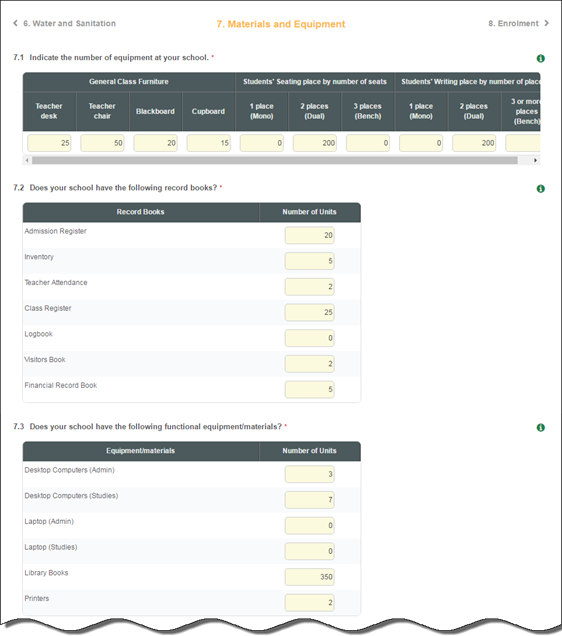 6. Water and Sanitation 7. Materials and Equipment 8. Enrolment
7.1 Indicate the number of equipment at your school. *
General Class Furniture Students' Seating place by number of seats Students' Writing place by number of place
Teacher desk Teacher chair Blackboard Cupboard 1 place (Mono) 2 places (Dual) 3 places (Bench) 1 place (Mono) 2 places (Dual) 3 or more places (Bench)
25 50 20 15 0 200 0 0 200
7.2 Does your school have the following record books? *
Record Books Number of Units
Admission Register 20
Inventory 5
Teacher Attendance 2
Class Register 25
Logbook 0
Visitors Book 2
Financial Record Book 5
7.3 Does your school have the following functional equipment/materials? *
Equipment/materials Number of Units
Desktop Computers (Admin) 3
Desktop Computers (Studies) 7
Laptop (Admin) 0
Laptop (Studies) 0
Library Books 350
Printers 2